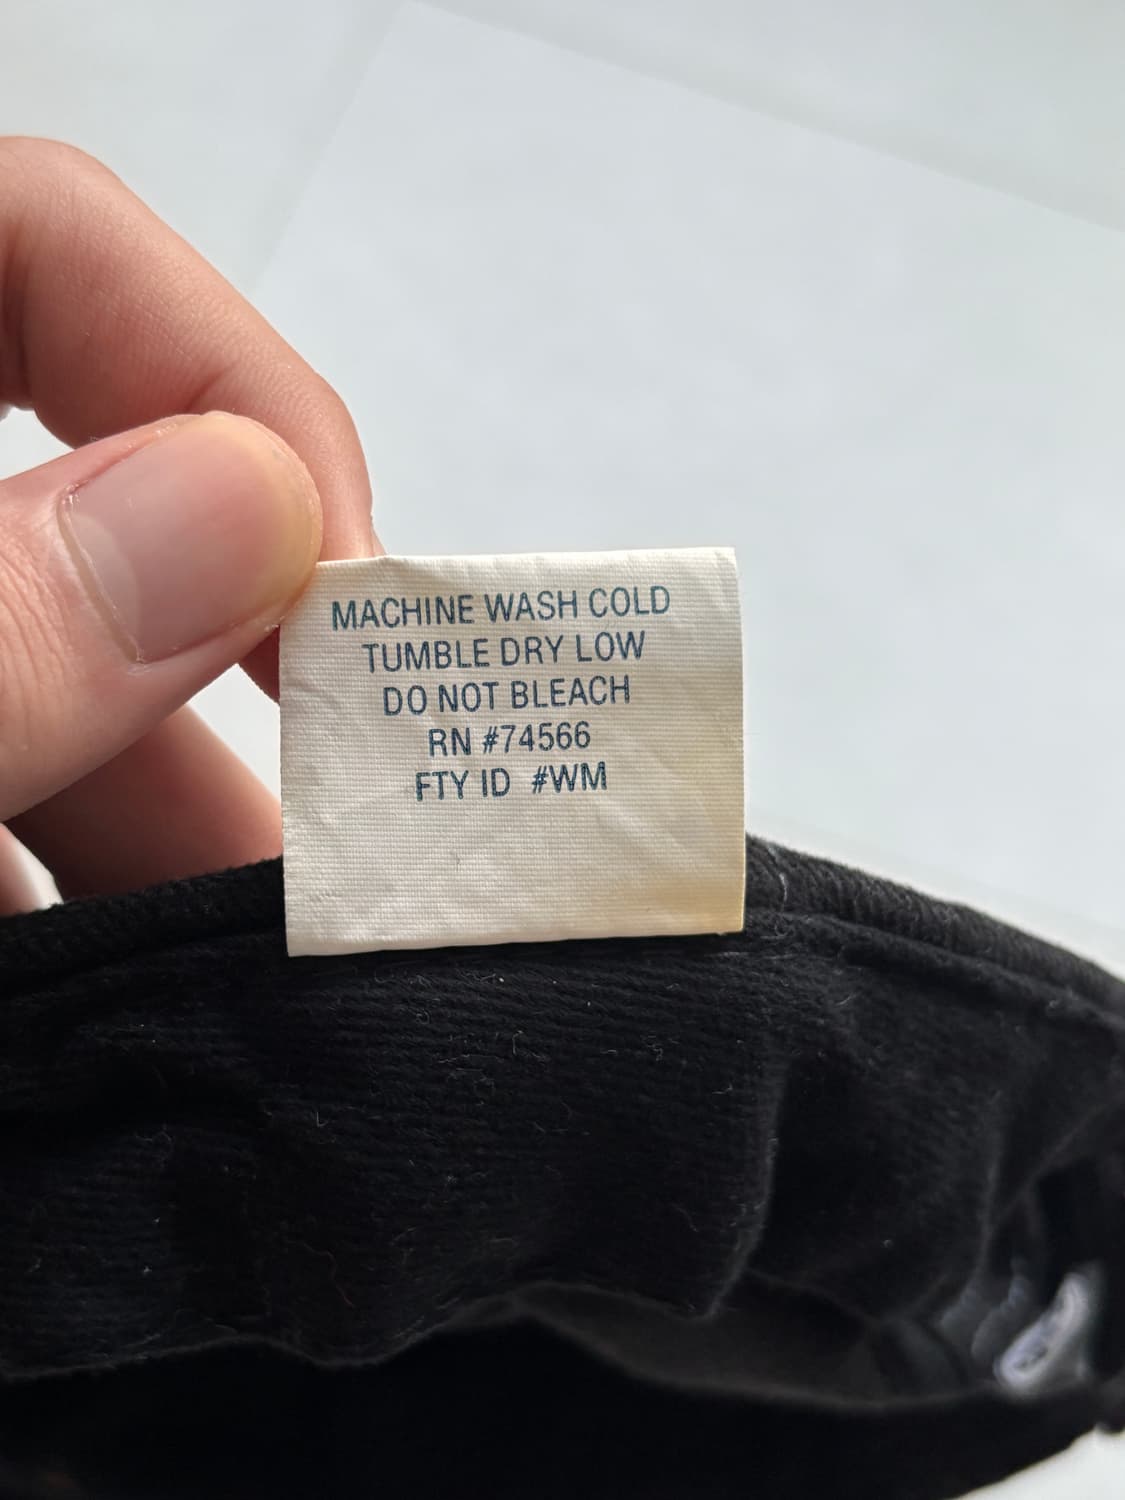 MACHINE WASH COLD
TUMBLE DRY LOW
DO NOT BLEACH
RN #74566
FTY ID #WM